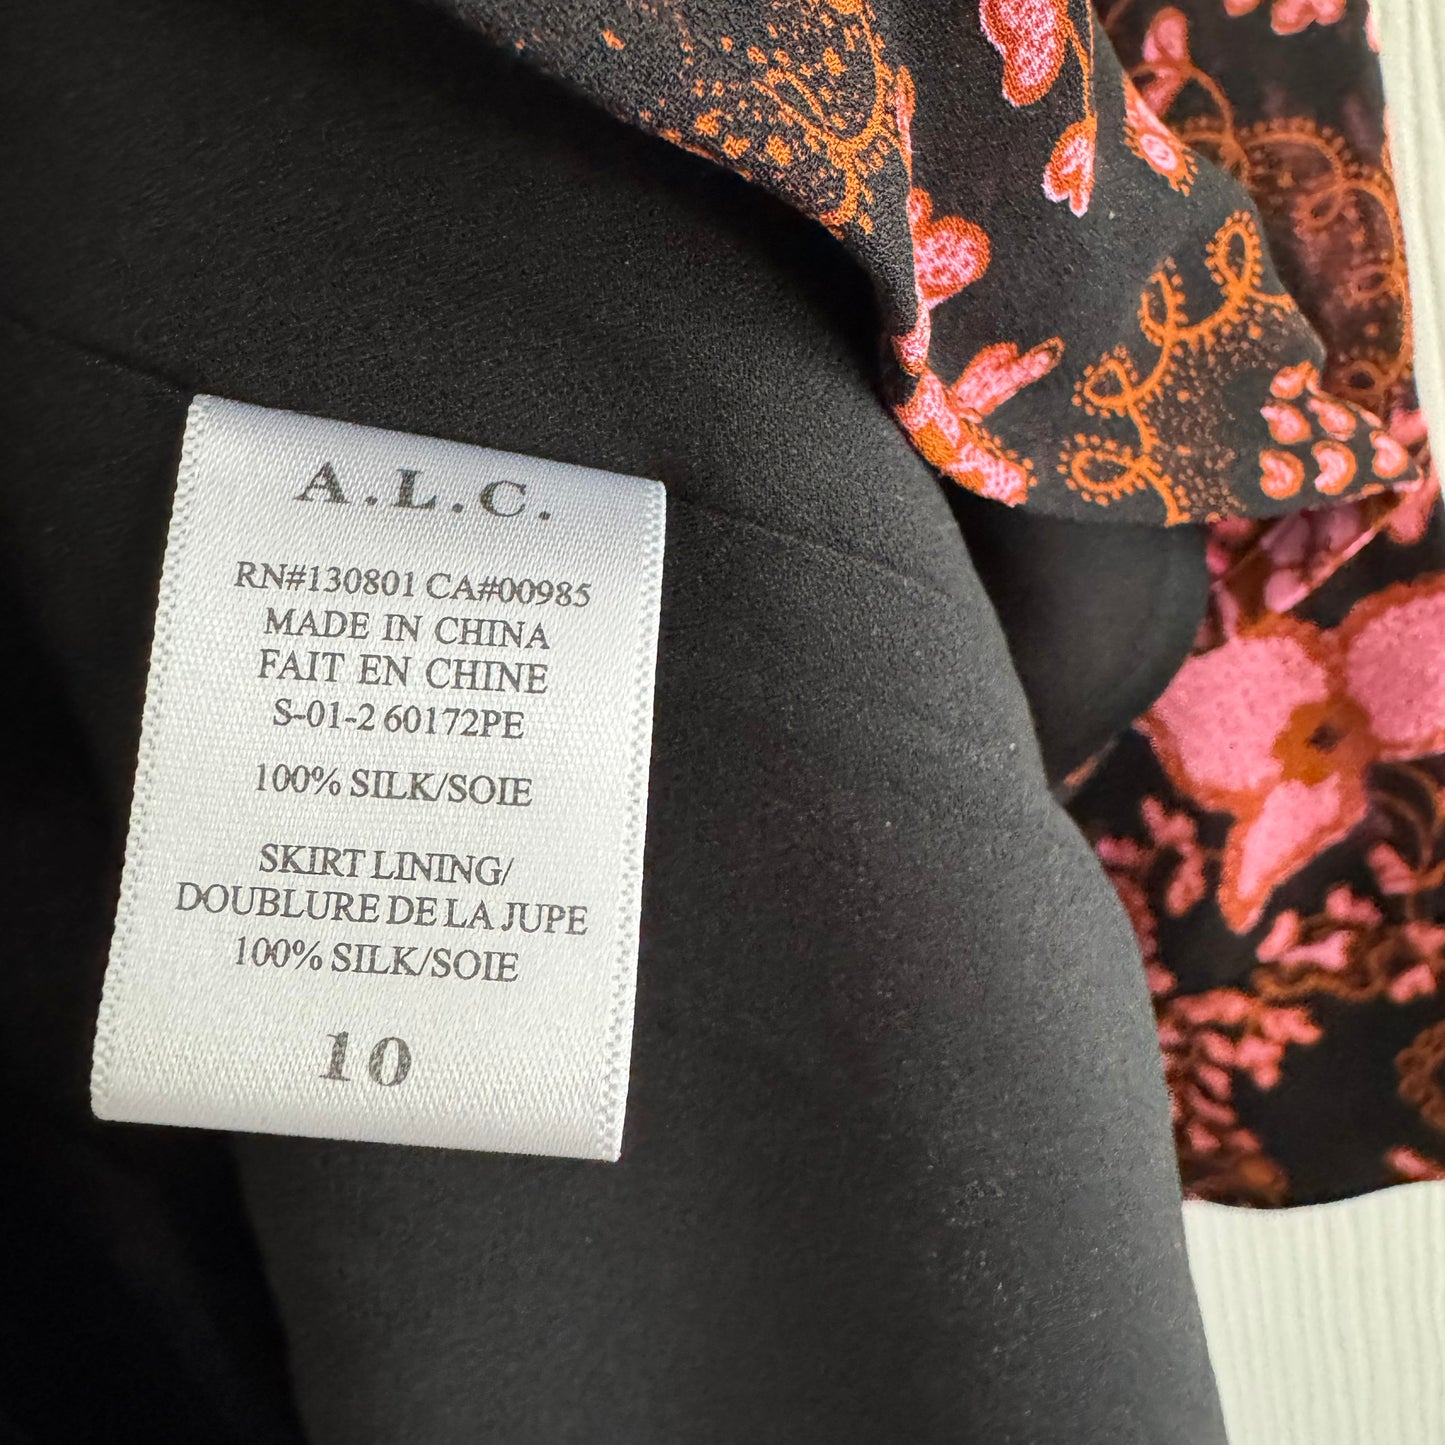 A.L.C.
RN#130801 CA#00985
MADE IN CHINA
FAIT EN CHINE
S-01-2 60172PE
100% SILK/SOIE
SKIRT LINING/
DOUBLURE DE LA JUPE
100% SILK/SOIE
10